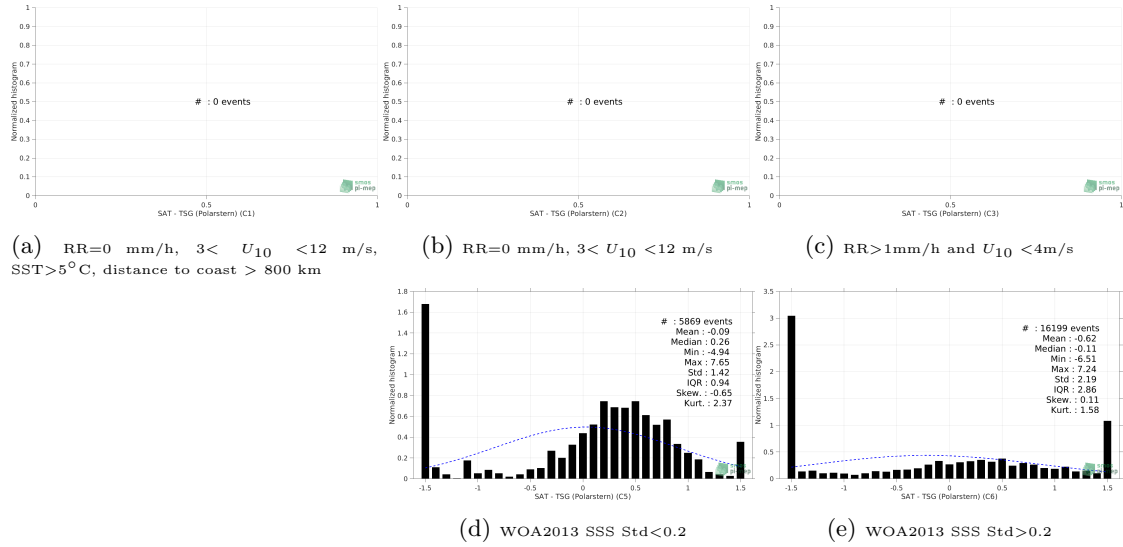 1
0.9
0.8
0.7
0.6
0.5
0.4
0.3
0.2
0.1
0
Normalized histogram
# : 0 events
smos
pi-mep
0 0.5 1
SAT - TSG (Polarstern) (C1)
(a) RR=0 mm/h, 3< U10 <12 m/s,
SST>5°C, distance to coast > 800 km
1
0.9
0.8
0.7
0.6
0.5
0.4
0.3
0.2
0.1
0
Normalized histogram
# : 0 events
smos
pi-mep
0 0.5 1
SAT - TSG (Polarstern) (C2)
(b) RR=0 mm/h, 3< U10 <12 m/s
1
0.9
0.8
0.7
0.6
0.5
0.4
0.3
0.2
0.1
0
Normalized histogram
# : 0 events
smos
pi-mep
0 0.5 1
SAT - TSG (Polarstern) (C3)
(c) RR>1mm/h and U10 <4m/s
1.8
1.6
1.4
1.2
1
0.8
0.6
0.4
0.2
0
Normalized histogram
# : 5869 events
Mean : -0.09
Median : 0.26
Min : -4.94
Max : 7.65
Std : 1.42
IQR : 0.94
Skew. : -0.65
Kurt. : 2.37
smos
pi-mep
-1.5 -1 -0.5 0 0.5 1 1.5
SAT - TSG (Polarstern) (C5)
(d) WOA2013 SSS Std<0.2
3.5
3
2.5
2
1.5
1
0.5
0
Normalized histogram
# : 16199 events
Mean : -0.62
Median : -0.11
Min : -6.51
Max : 7.24
Std : 2.19
IQR : 2.86
Skew. : 0.11
Kurt. : 1.58
smos
pi-mep
-1.5 -1 -0.5 0 0.5 1 1.5
SAT - TSG (Polarstern) (C6)
(e) WOA2013 SSS Std>0.2